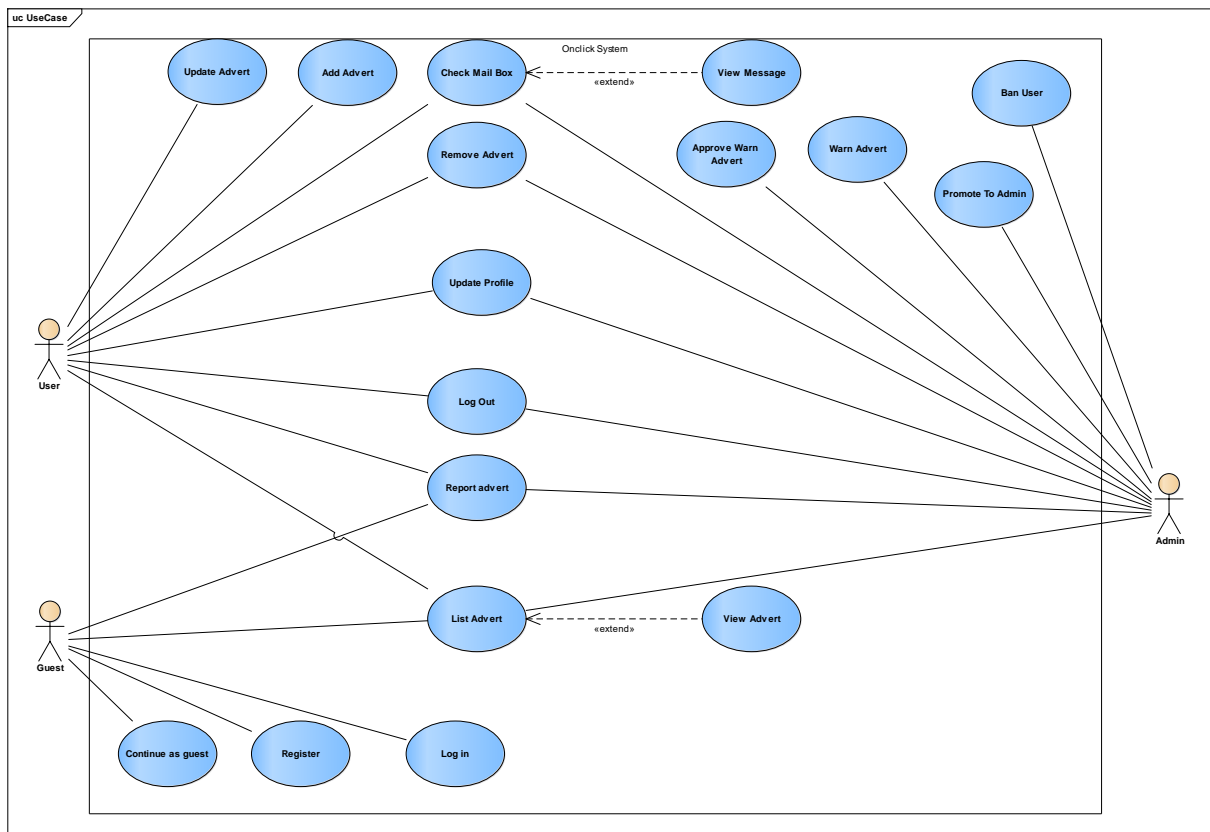 uc UseCase
Onclick System
Update Advert
Add Advert
Check Mail Box
«extend»
View Message
Ban User
Remove Advert
Approve Warn
Advert
Warn Advert
Promote To Admin
Update Profile
User
Log Out
Report advert
Admin
List Advert
«extend»
View Advert
Guest
Continue as guest
Register
Log in